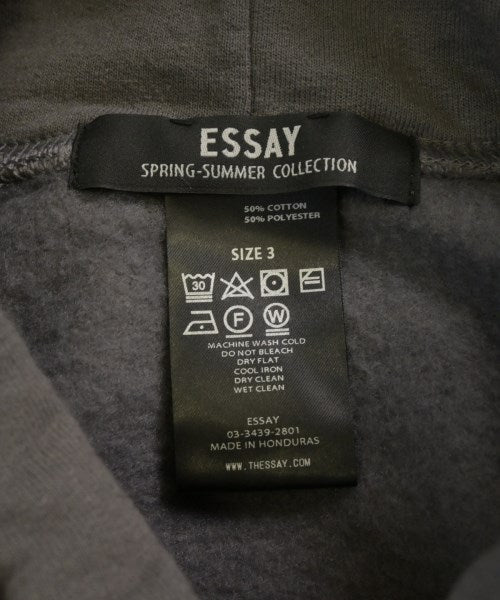 ESSAY
SPRING-SUMMER COLLECTION
50% COTTON
50% POLYESTER
SIZE 3
30
F W
MACHINE WASH COLD
DO NOT BLEACH
DRY FLAT
COOL IRON
DRY CLEAN
WET CLEAN
ESSAY
03-3439-2801
MADE IN HONDURAS
WWW.THESSAY.COM